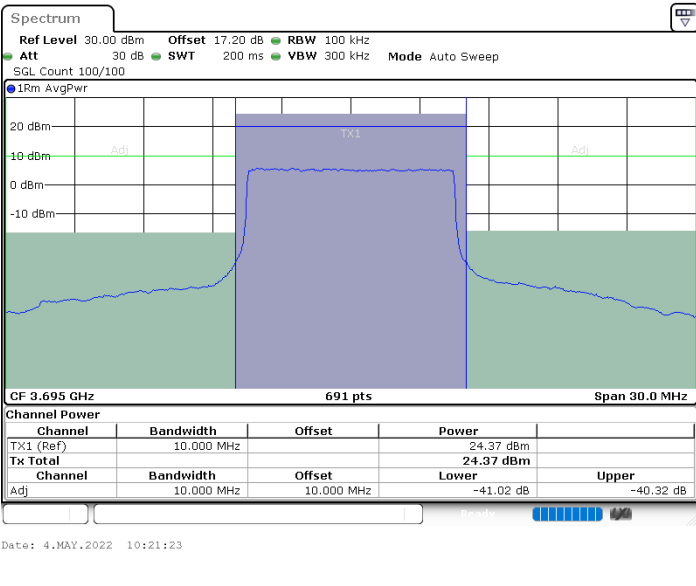 Spectrum
Ref Level 30.00 dBm Offset 17.20 dB RBW 100 kHz
Att 30 dB SWT 200 ms VBW 300 kHz Mode Auto Sweep
SGL Count 100/100
1Rm AvgPwr
20 dBm
TX1
Adj Adj
10 dBm
0 dBm
-10 dBm
CF 3.695 GHz 691 pts Span 30.0 MHz
Channel Power
Channel Bandwidth Offset Power
TX1 (Ref) 10.000 MHz 24.37 dBm
Tx Total 24.37 dBm
Channel Bandwidth Offset Lower Upper
Adj 10.000 MHz 10.000 MHz -41.02 dB -40.32 dB
Ready
Date: 4.MAY.2022 10:21:23